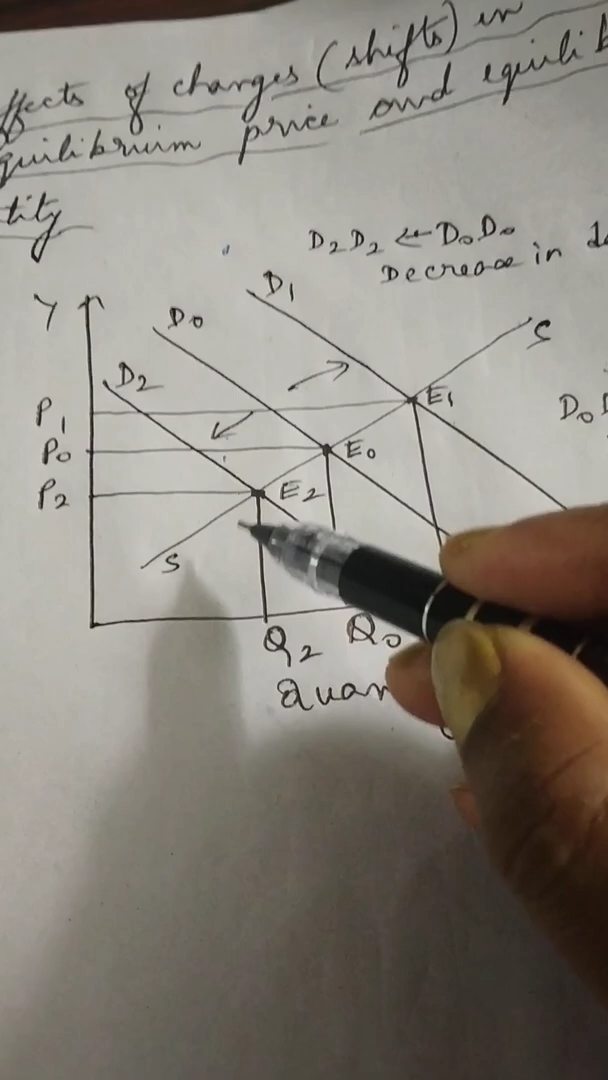 ffects of changes (shifts) in
quilibrium price and equilib
tity
D2D2 ← D0D0
Decrease in
Y
D1
D0
S
D2
P1
E1
D0
P0
E0
P2
E2
S
Q2 Q0
Quan